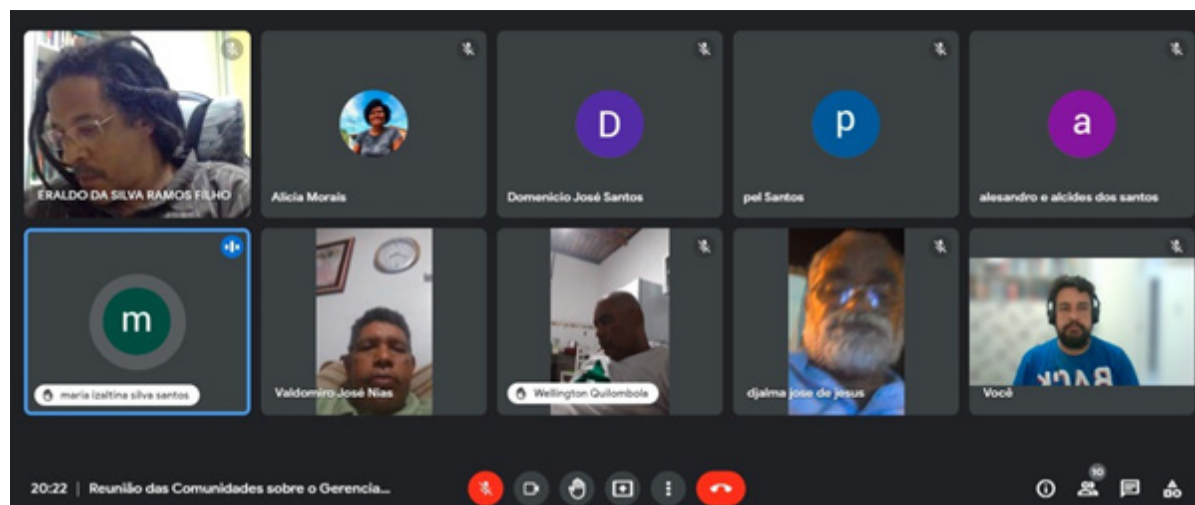 ERALDO DA SILVA RAMOS FILHO
Alicia Morais
D
Domenicio José Santos
p
pel Santos
a
alesandro e alcides dos santos
m
maria izaltina silva santos
Valdomiro José Nias
Wellington Quilombola
djalma jose de jesus
BACK
Você
20:22 | Reunião das Comunidades sobre o Gerencia...
10